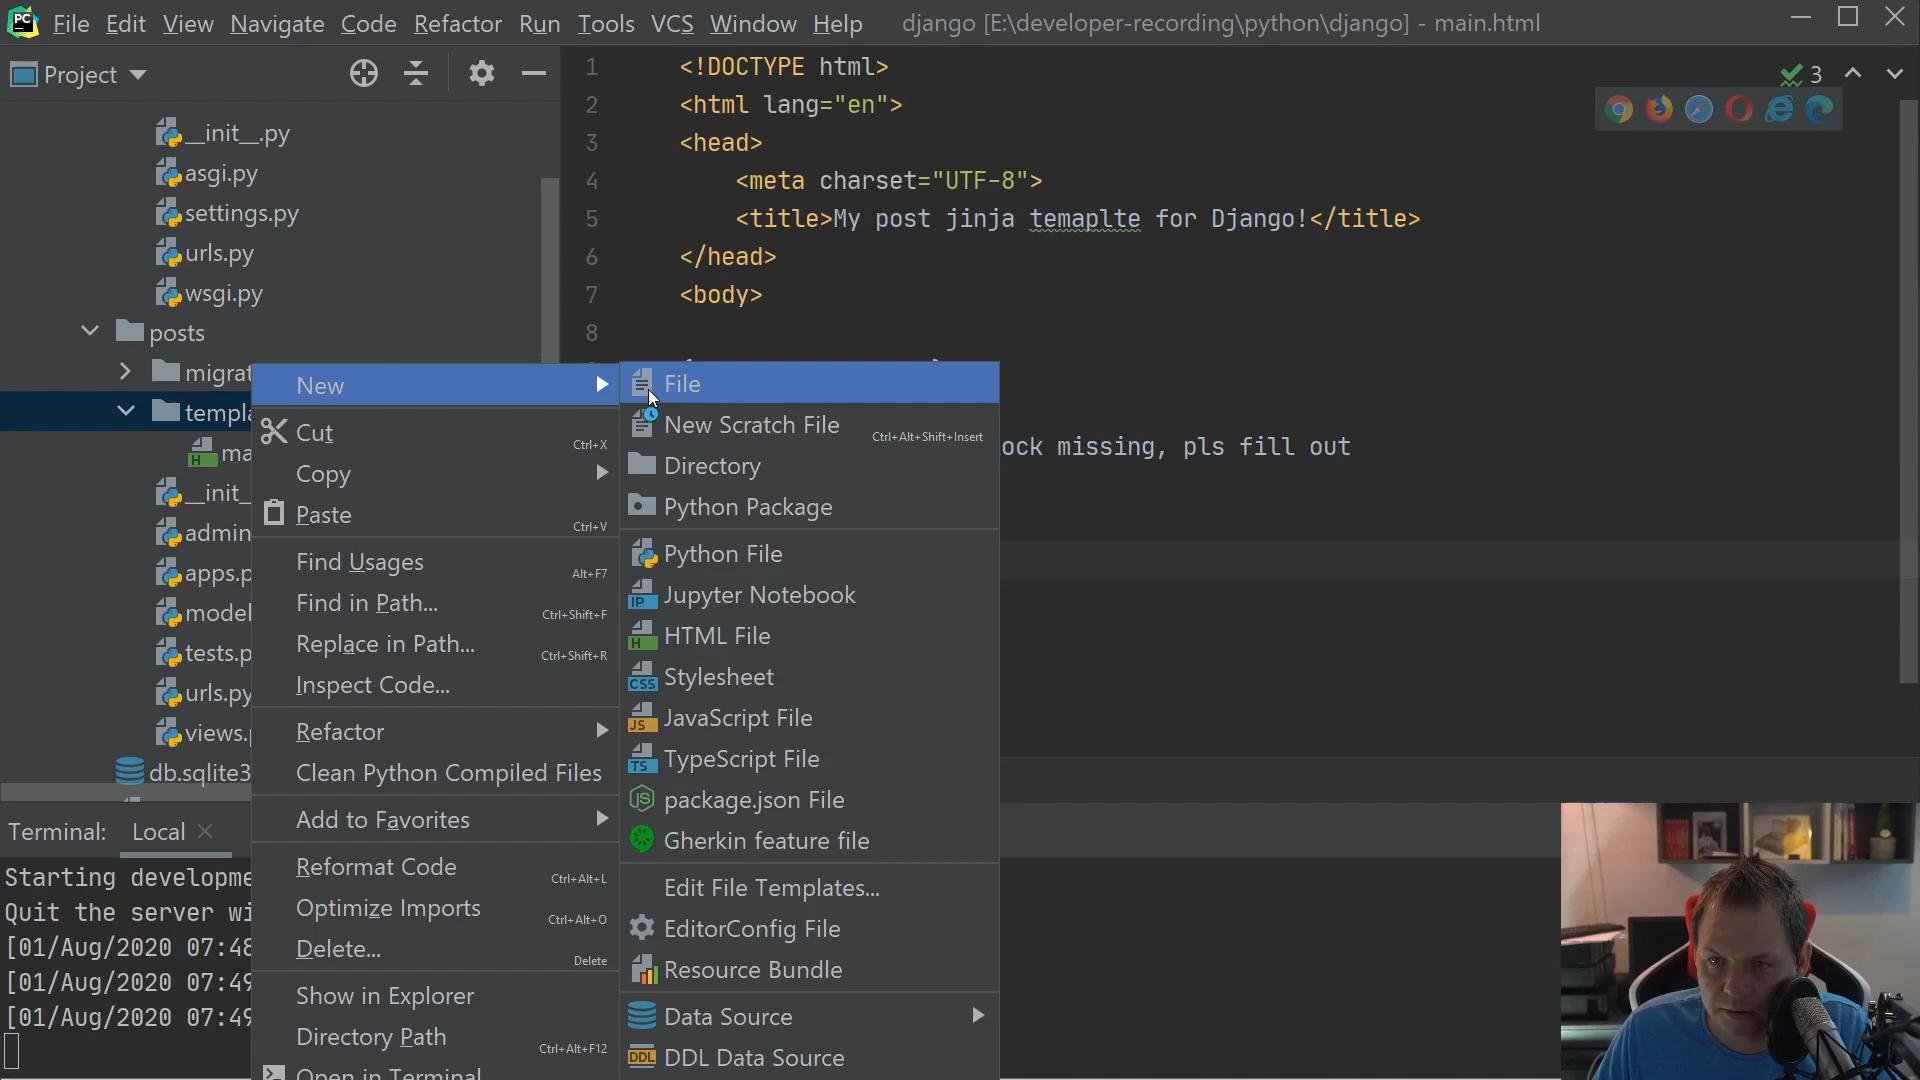 PC File Edit View Navigate Code Refactor Run Tools VCS Window Help django [E:\developer-recording\python\django] - main.html
Project
__init__.py
asgi.py
settings.py
urls.py
wsgi.py
posts
migrat
templa
ma
__init_
admin
apps.p
model
tests.p
urls.py
views.
db.sqlite3
1 <!DOCTYPE html>
2 <html lang="en">
3 <head>
4 <meta charset="UTF-8">
5 <title>My post jinja temaplte for Django!</title>
6 </head>
7 <body>
8
3
ock missing, pls fill out
New
Cut Ctrl+X
Copy
Paste Ctrl+V
Find Usages Alt+F7
Find in Path... Ctrl+Shift+F
Replace in Path... Ctrl+Shift+R
Inspect Code...
Refactor
Clean Python Compiled Files
Add to Favorites
Reformat Code Ctrl+Alt+L
Optimize Imports Ctrl+Alt+O
Delete... Delete
Show in Explorer
Directory Path Ctrl+Alt+F12
Open in Terminal
File
New Scratch File Ctrl+Alt+Shift+Insert
Directory
Python Package
Python File
IP Jupyter Notebook
H HTML File
CSS Stylesheet
JS JavaScript File
TS TypeScript File
package.json File
Gherkin feature file
Edit File Templates...
EditorConfig File
Resource Bundle
Data Source
DDL DDL Data Source
Terminal: Local
Starting developme
Quit the server wi
[01/Aug/2020 07:48
[01/Aug/2020 07:49
[01/Aug/2020 07:49